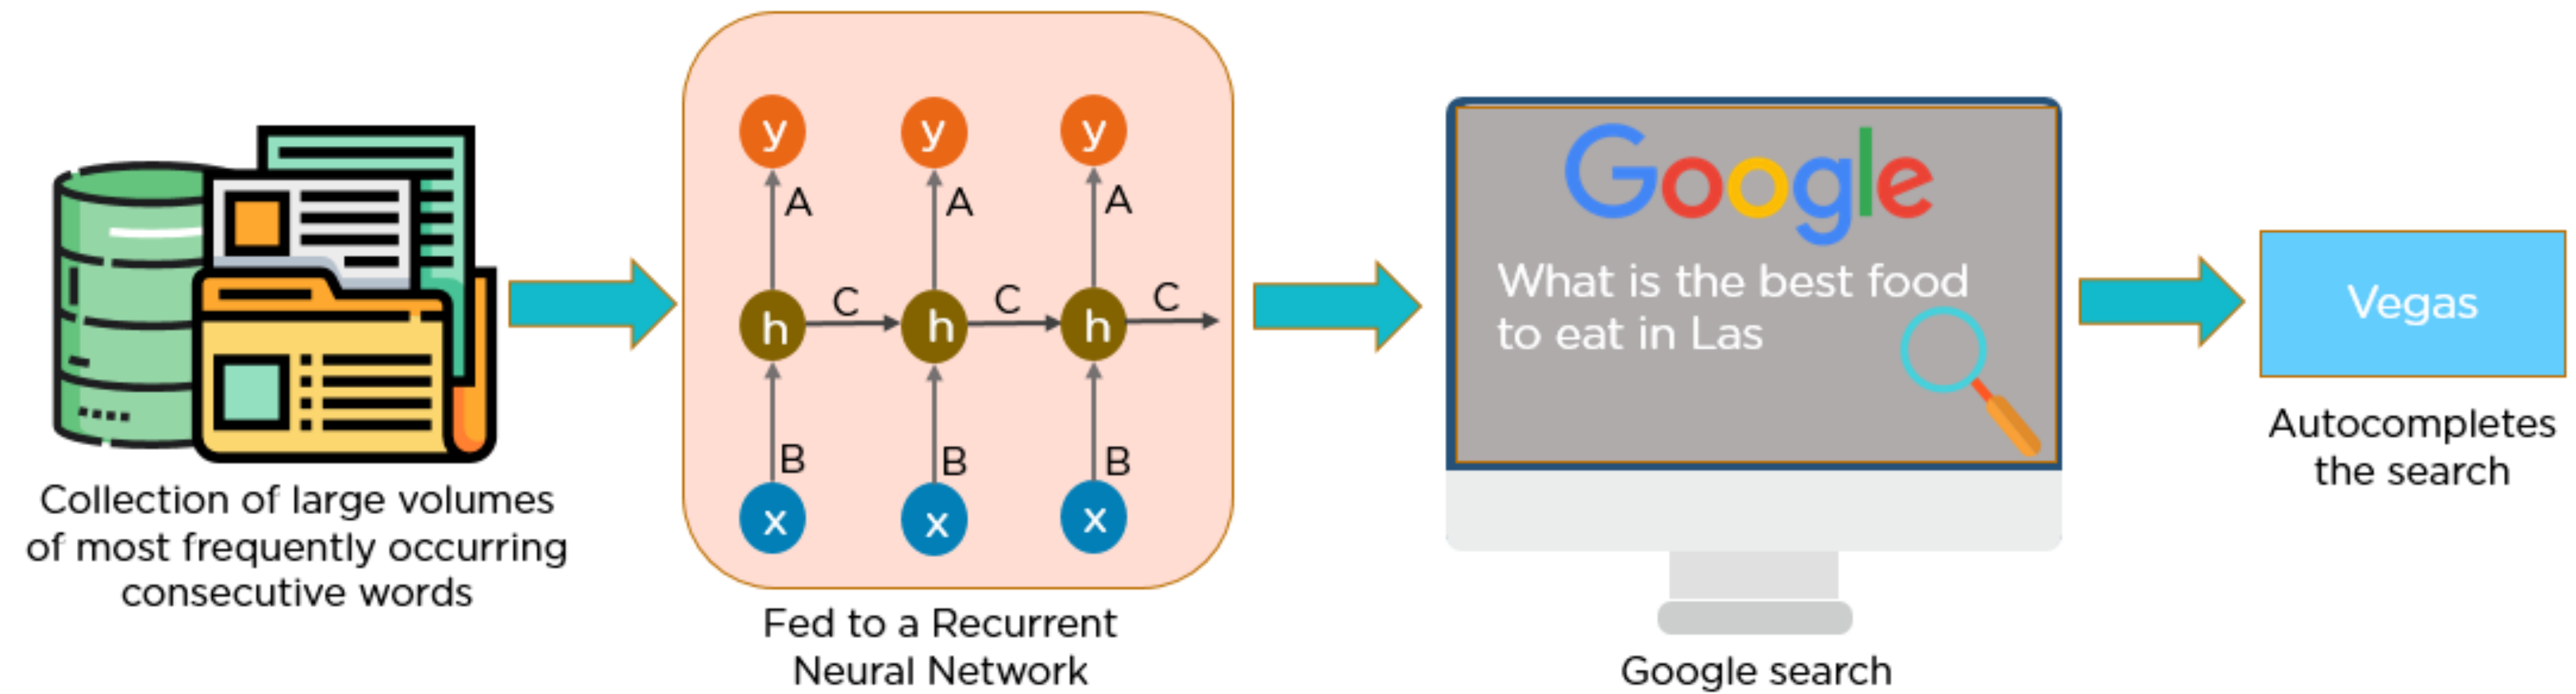 Collection of large volumes
of most frequently occurring
consecutive words
y y y
A A A
h C h C h C
B B B
x x x
Fed to a Recurrent
Neural Network
Google
What is the best food
to eat in Las
Google search
Vegas
Autocompletes
the search